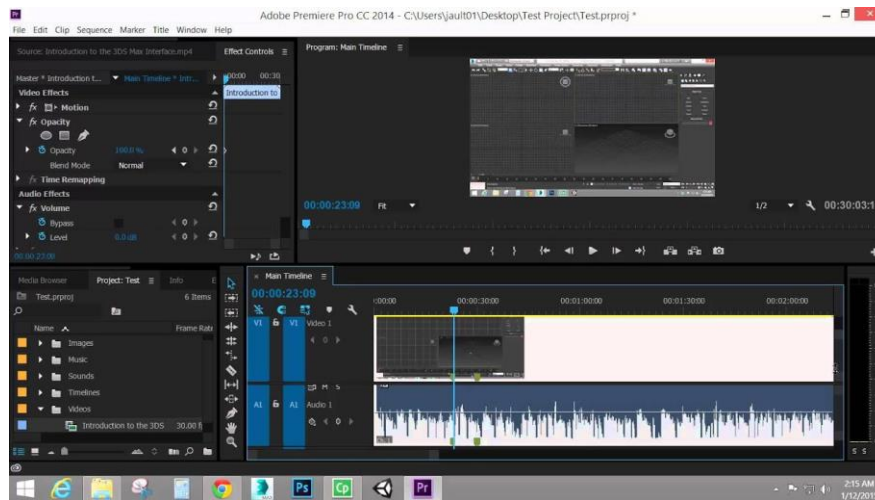 Adobe Premiere Pro CC 2014 - C:\Users\jault01\Desktop\Test Project\Test.prproj *
File Edit Clip Sequence Marker Title Window Help
Source: Introduction to the 3DS Max Interface.mp4
Effect Controls
Program: Main Timeline
Master * Introduction t...
Main Timeline * Intr...
00:00 00:30
Video Effects
Introduction to
fx Motion
fx Opacity
Opacity 100.0 %
Blend Mode Normal
fx Time Remapping
Audio Effects
fx Volume
Bypass
Level 0.0 dB
00:00:23:09
00:00:23:09 Fit 1/2 00:30:03:1
Media Browser Project: Test Info E
Test.prproj 6 Items
Name Frame Rate
Images
Music
Sounds
Timelines
Videos
Introduction to the 3DS 30.00 f
× Main Timeline
00:00:23:09
:00:00 00:00:30:00 00:01:00:00 00:01:30:00 00:02:00:00
V1 V1 Video 1
M S
A1 A1 Audio 1
S S
Ps Cp Pr
2:15 AM
1/12/201